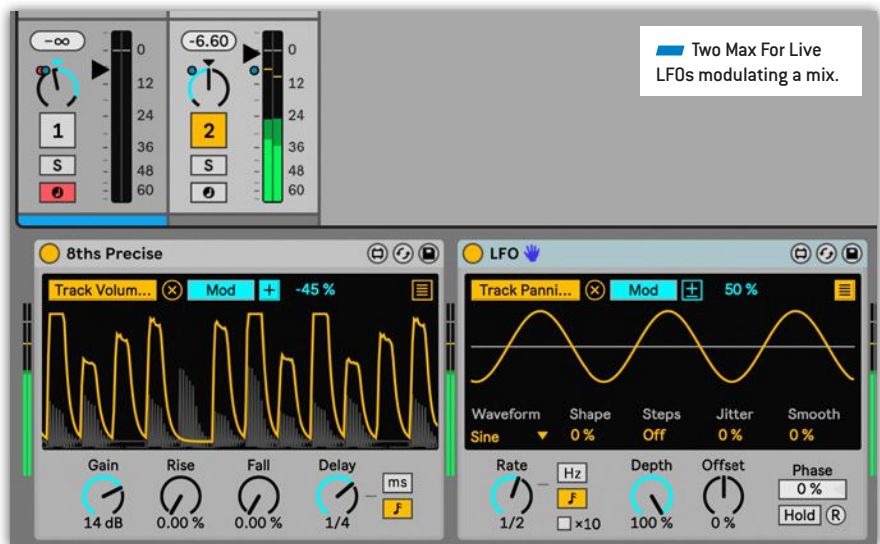 -∞
-6.60
0
12
24
36
48
60
0
12
24
36
48
60
1
2
S
S
Two Max For Live
LFOs modulating a mix.
8ths Precise
Track Volum...
Mod
+
-45 %
Gain
Rise
Fall
Delay
ms
14 dB
0.00 %
0.00 %
1/4
LFO
Track Panni...
Mod
±
50 %
Waveform
Shape
Steps
Jitter
Smooth
Sine
0 %
Off
0 %
0 %
Rate
Hz
Depth
Offset
Phase
0 %
×10
Hold
R
1/2
100 %
0 %